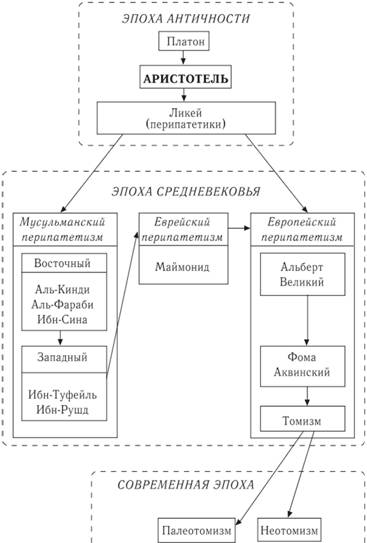 ЭПОХА АНТИЧНОСТИ
Платон
АРИСТОТЕЛЬ
Ликей
(перипатетики)
ЭПОХА СРЕДНЕВЕКОВЬЯ
Мусульманский
перипатетизм
Восточный
Аль-Кинди
Аль-Фараби
Ибн-Сина
Западный
Ибн-Туфейль
Ибн-Рушд
Еврейский
перипатетизм
Маймонид
Европейский
перипатетизм
Альберт
Великий
Фома
Аквинский
Томизм
СОВРЕМЕННАЯ ЭПОХА
Палеотомизм
Неотомизм